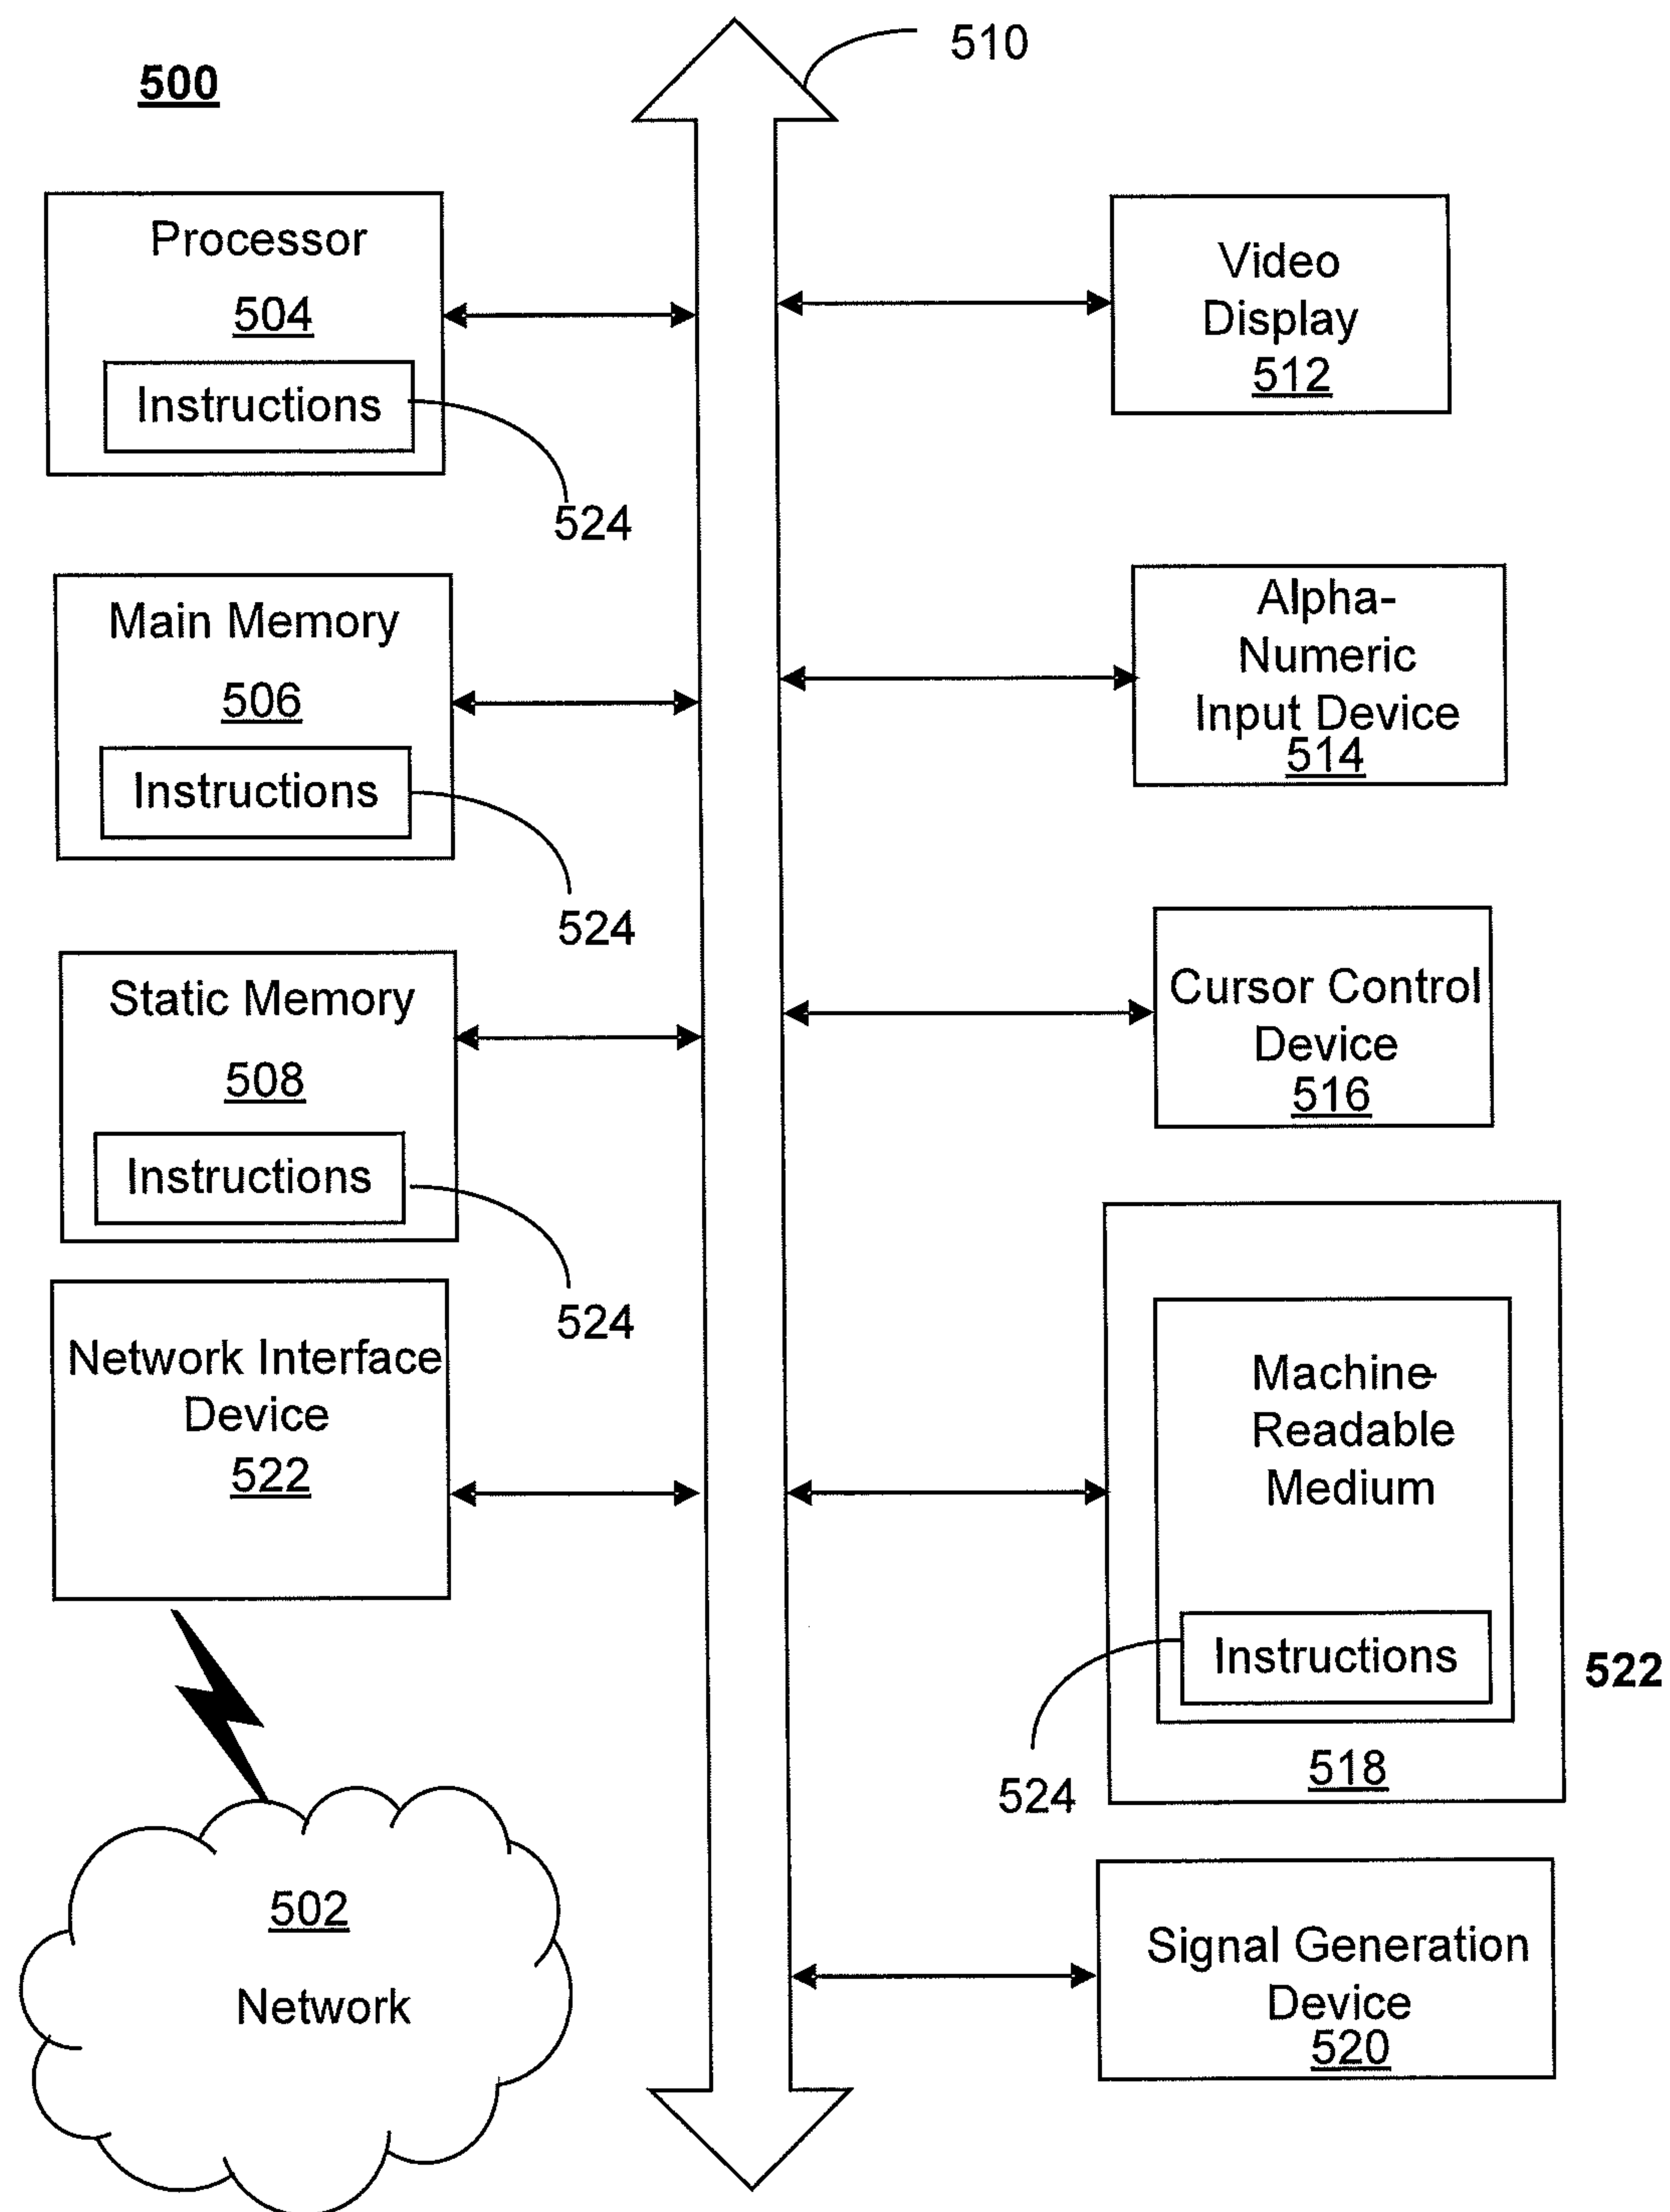 500
510
Processor
504
Instructions
524
Main Memory
506
Instructions
524
Static Memory
508
Instructions
524
Network Interface
Device
522
502
Network
Video
Display
512
Alpha-
Numeric
Input Device
514
Cursor Control
Device
516
Machine-
Readable
Medium
Instructions
522
524
518
Signal Generation
Device
520